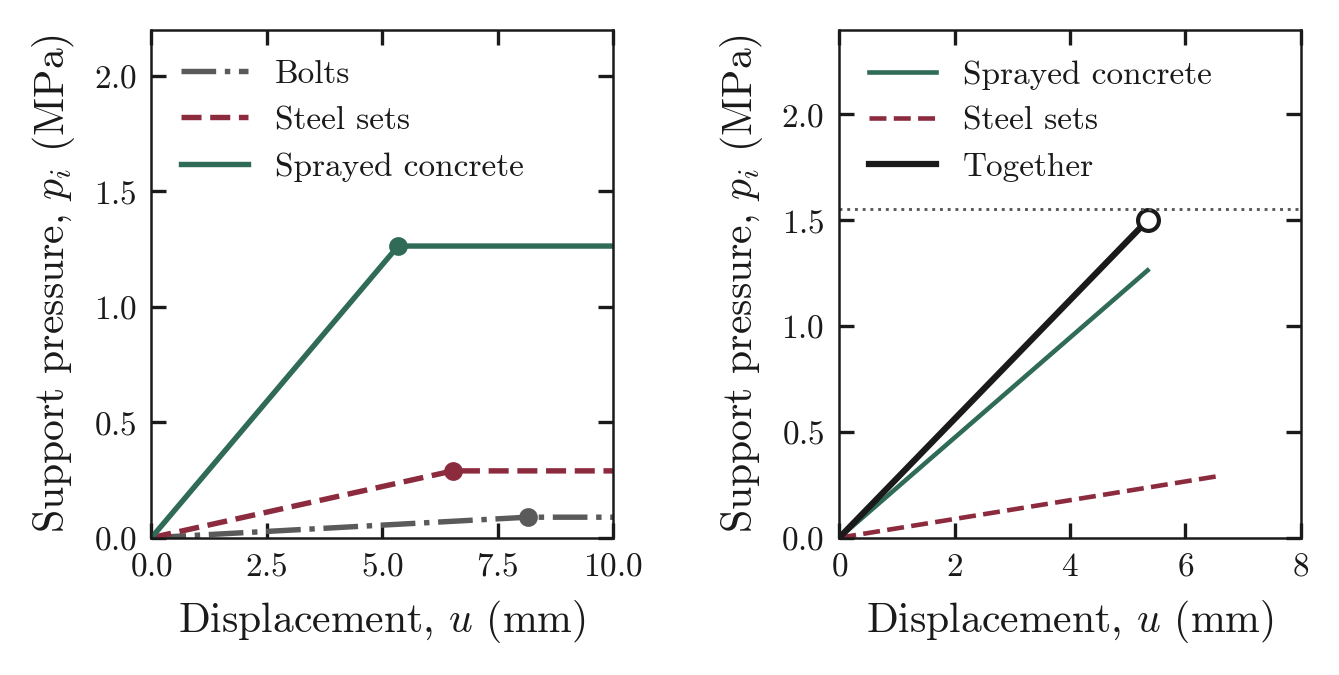 Support pressure, p_i (MPa)
2.0
1.5
1.0
0.5
0.0
Bolts
Steel sets
Sprayed concrete
0.0 2.5 5.0 7.5 10.0
Displacement, u (mm)
Support pressure, p_i (MPa)
2.0
1.5
1.0
0.5
0.0
Sprayed concrete
Steel sets
Together
0 2 4 6 8
Displacement, u (mm)